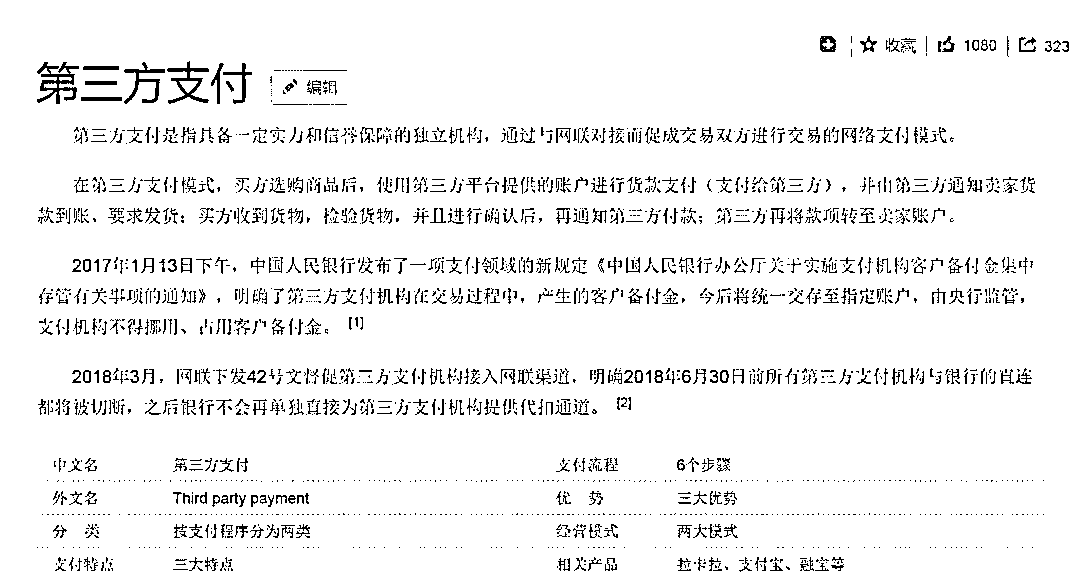 收藏 | 1080 | 323
第三方支付 编辑
第三方支付是指具备一定实力和信誉保障的独立机构，通过与网联对接而促成交易双方进行交易的网络支付模式。
在第三方支付模式，买方选购商品后，使用第三方平台提供的账户进行货款支付（支付给第三方），并由第三方通知卖家货
款到账、要求发货；买方收到货物，检验货物，并且进行确认后，再通知第三方付款；第三方再将款项转至卖家账户。
2017年1月13日下午，中国人民银行发布了一项支付领域的新规定《中国人民银行办公厅关于实施支付机构客户备付金集中
存管有关事项的通知》，明确了第三方支付机构在交易过程中，产生的客户备付金，今后将统一交存至指定账户，由央行监管，
支付机构不得挪用、占用客户备付金。 [1]
2018年3月，网联下发42号文督促第三方支付机构接入网联渠道，明确2018年6月30日前所有第三方支付机构与银行的直连
都将被切断，之后银行不会再单独直接为第三方支付机构提供代扣通道。 [2]
中文名 第三方支付 支付流程 6个步骤
外文名 Third party payment 优 势 三大优势
分 类 按支付程序分为两类 经营模式 两大模式
支付特点 三大特点 相关产品 拉卡拉、支付宝、融宝等